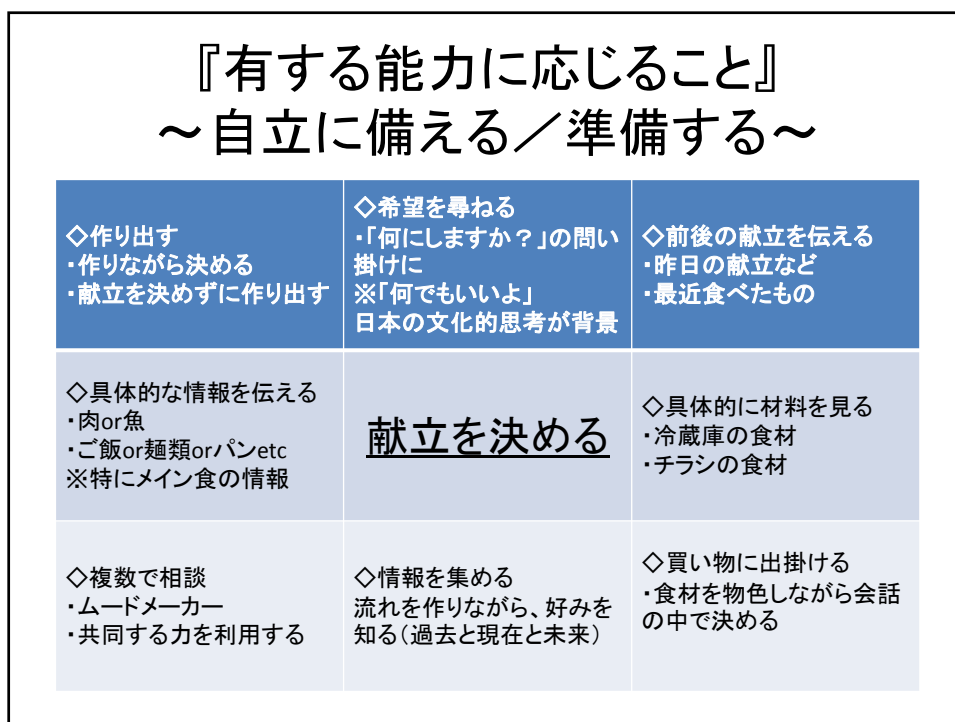 『有する能力に応じること』
～自立に備える／準備する～
◇作り出す
・作りながら決める
・献立を決めずに作り出す
◇希望を尋ねる
・「何にしますか？」の問い
掛けに
※「何でもいいよ」
日本の文化的思考が背景
◇前後の献立を伝える
・昨日の献立など
・最近食べたもの
◇具体的な情報を伝える
・肉or魚
・ご飯or麺類orパンetc
※特にメイン食の情報
献立を決める
◇具体的に材料を見る
・冷蔵庫の食材
・チラシの食材
◇複数で相談
・ムードメーカー
・共同する力を利用する
◇情報を集める
流れを作りながら、好みを
知る（過去と現在と未来）
◇買い物に出掛ける
・食材を物色しながら会話
の中で決める